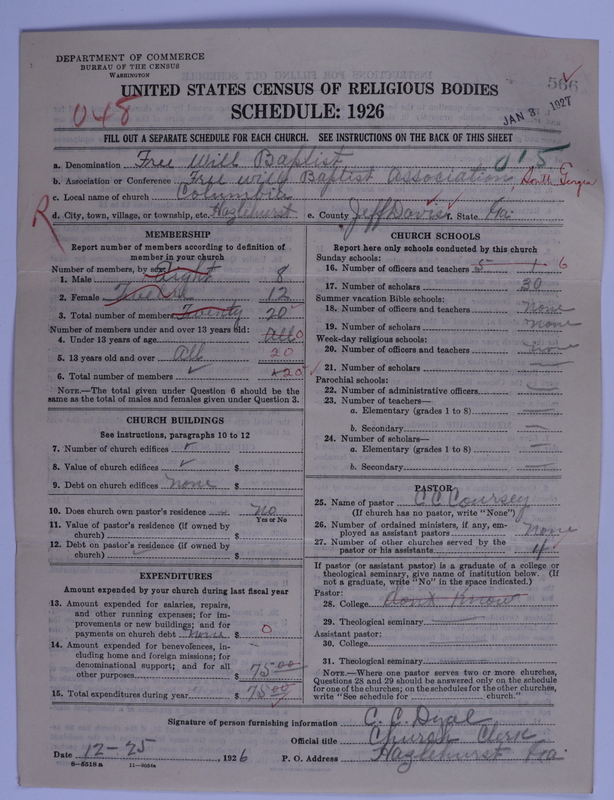 DEPARTMENT OF COMMERCE
BUREAU OF THE CENSUS
WASHINGTON
566
JAN 3 1927
UNITED STATES CENSUS OF RELIGIOUS BODIES
048
SCHEDULE: 1926
FILL OUT A SEPARATE SCHEDULE FOR EACH CHURCH. SEE INSTRUCTIONS ON THE BACK OF THIS SHEET
015
a. Denomination Free Will Baptist
b. Association or Conference Free will Baptist Association, South Georgia
c. Local name of church Columbia
R
d. City, town, village, or township, etc. Hazlehurst e. County Jeff Davis f. State Ga.
MEMBERSHIP
Report number of members according to definition of member in your church
Number of members, by sex:
1. Male Eight 8
2. Female Twelve 12
3. Total number of members Twenty 20
Number of members under and over 13 years old:
4. Under 13 years of age All 0
5. 13 years old and over All 20
6. Total number of members 20
NOTE.—The total given under Question 6 should be the same as the total of males and females given under Question 3.
CHURCH BUILDINGS
See instructions, paragraphs 10 to 12
7. Number of church edifices
8. Value of church edifices $
9. Debt on church edifices none $
10. Does church own pastor's residence No
Yes or No
11. Value of pastor's residence (if owned by church) $
12. Debt on pastor's residence (if owned by church) $
EXPENDITURES
Amount expended by your church during last fiscal year
13. Amount expended for salaries, repairs, and other running expenses; for improvements or new buildings; and for payments on church debt none $ 0
14. Amount expended for benevolences, including home and foreign missions; for denominational support; and for all other purposes $ 75.00
15. Total expenditures during year $ 75.00
CHURCH SCHOOLS
Report here only schools conducted by this church
Sunday schools:
16. Number of officers and teachers 5 - 1. 6
17. Number of scholars 30
Summer vacation Bible schools:
18. Number of officers and teachers none
19. Number of scholars none
Week-day religious schools:
20. Number of officers and teachers none
21. Number of scholars
Parochial schools:
22. Number of administrative officers
23. Number of teachers—
a. Elementary (grades 1 to 8)
b. Secondary
24. Number of scholars—
a. Elementary (grades 1 to 8)
b. Secondary
PASTOR
25. Name of pastor C C Coursey
(If church has no pastor, write "None")
26. Number of ordained ministers, if any, employed as assistant pastors none
27. Number of other churches served by the pastor or his assistants 4
If pastor (or assistant pastor) is a graduate of a college or theological seminary, give name of institution below. (If not a graduate, write "No" in the space indicated.)
Pastor:
28. College dont Know
29. Theological seminary
Assistant pastor:
30. College
31. Theological seminary
NOTE.—Where one pastor serves two or more churches, Questions 28 and 29 should be answered only on the schedule for one of the churches; on the schedules for the other churches, write "See schedule for church."
Signature of person furnishing information C. C. Dyal
Official title Church Clerk
Date 12-25, 1926 P. O. Address Hazlehurst Ga.
8-5518a 11-9054a